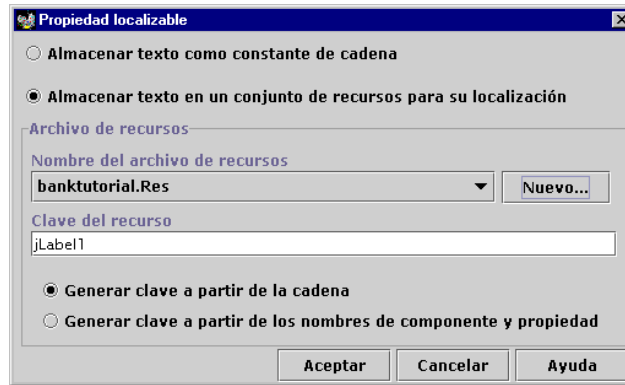 Propiedad localizable
Almacenar texto como constante de cadena
Almacenar texto en un conjunto de recursos para su localización
Archivo de recursos
Nombre del archivo de recursos
banktutorial.Res
Nuevo...
Clave del recurso
jLabel1
Generar clave a partir de la cadena
Generar clave a partir de los nombres de componente y propiedad
Aceptar Cancelar Ayuda